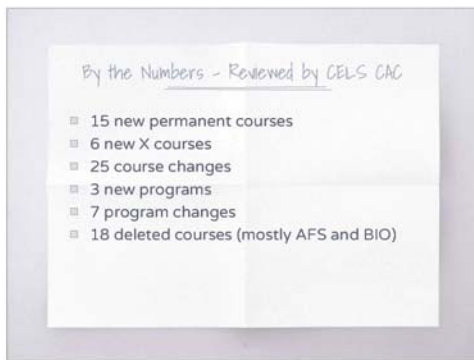 By the Numbers - Reviewed by CELS CAC
15 new permanent courses
6 new X courses
25 course changes
3 new programs
7 program changes
18 deleted courses (mostly AFS and BIO)